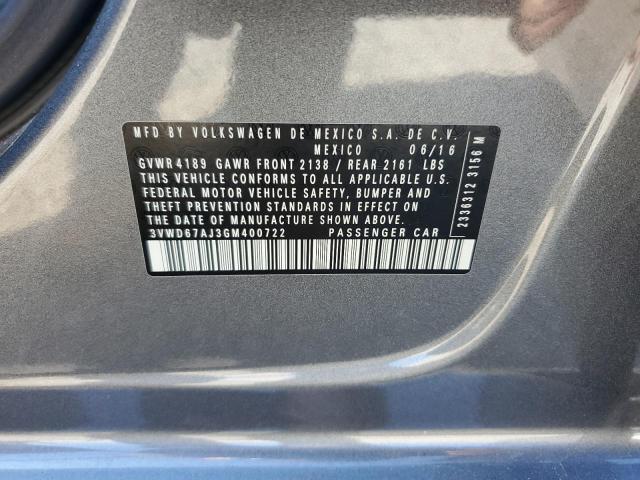 MFD BY VOLKSWAGEN DE MEXICO S.A. DE C.V.
MEXICO 06/16
GVWR 4189 GAWR FRONT 2138 / REAR 2161 LBS
THIS VEHICLE CONFORMS TO ALL APPLICABLE U.S.
FEDERAL MOTOR VEHICLE SAFETY, BUMPER AND
THEFT PREVENTION STANDARDS IN EFFECT ON
THE DATE OF MANUFACTURE SHOWN ABOVE.
3VWD67AJ3GM400722 PASSENGER CAR
2336312 3156 M